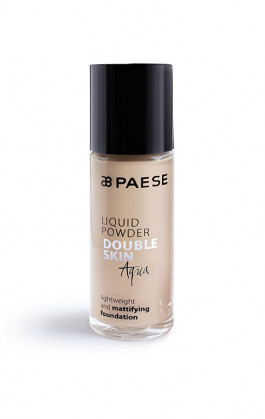 PAESE
LIQUID
POWDER
DOUBLE
SKIN
Aqua
lightweight
and mattifying
foundation